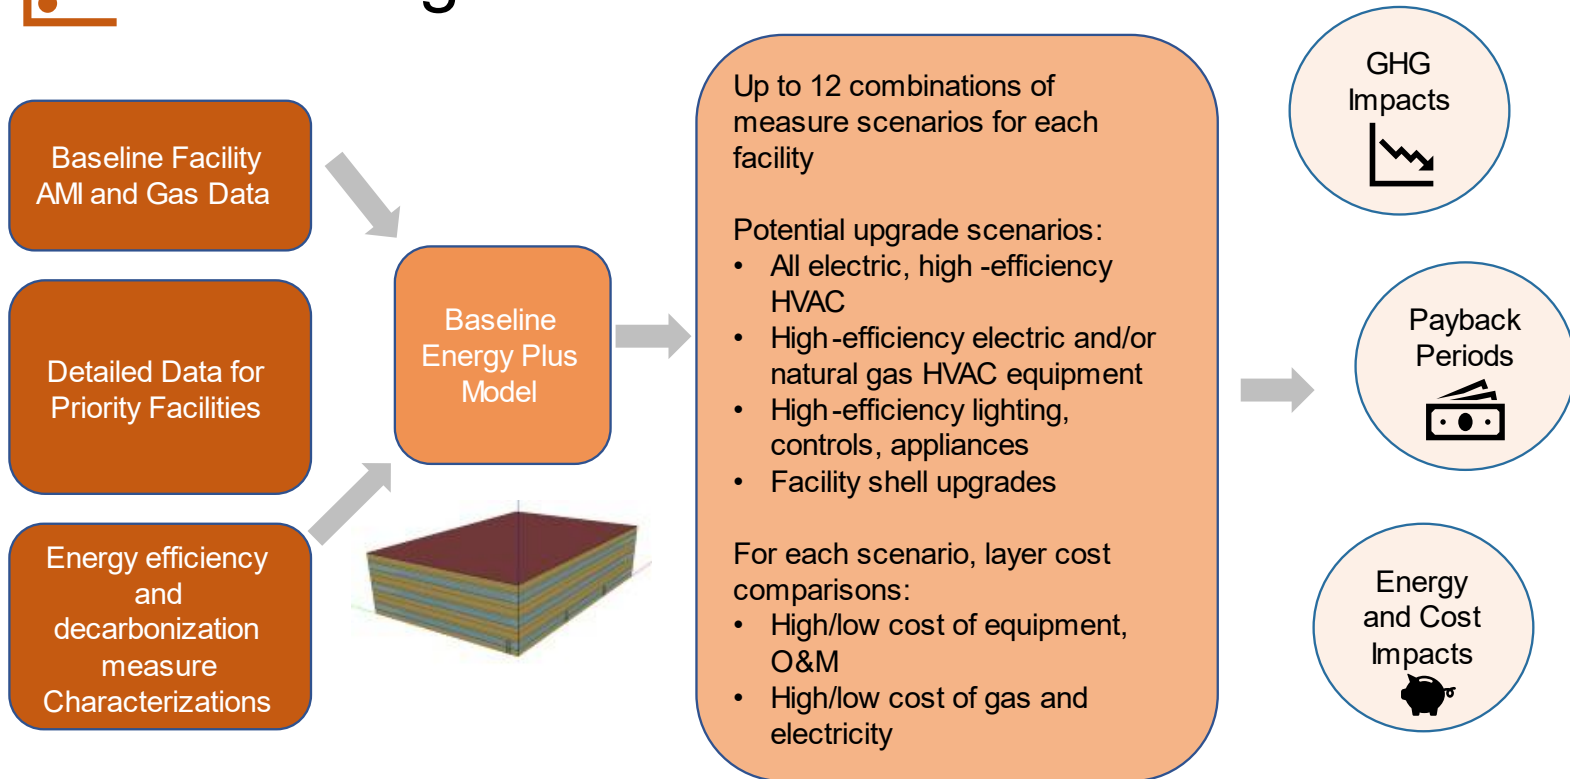 Baseline Facility
AMI and Gas Data
Detailed Data for
Priority Facilities
Energy efficiency
and
decarbonization
measure
Characterizations
Baseline
Energy Plus
Model
Up to 12 combinations of
measure scenarios for each
facility
Potential upgrade scenarios:
• All electric, high -efficiency
HVAC
• High-efficiency electric and/or
natural gas HVAC equipment
• High-efficiency lighting,
controls, appliances
• Facility shell upgrades
For each scenario, layer cost
comparisons:
• High/low cost of equipment,
O&M
• High/low cost of gas and
electricity
GHG
Impacts
Payback
Periods
Energy
and Cost
Impacts